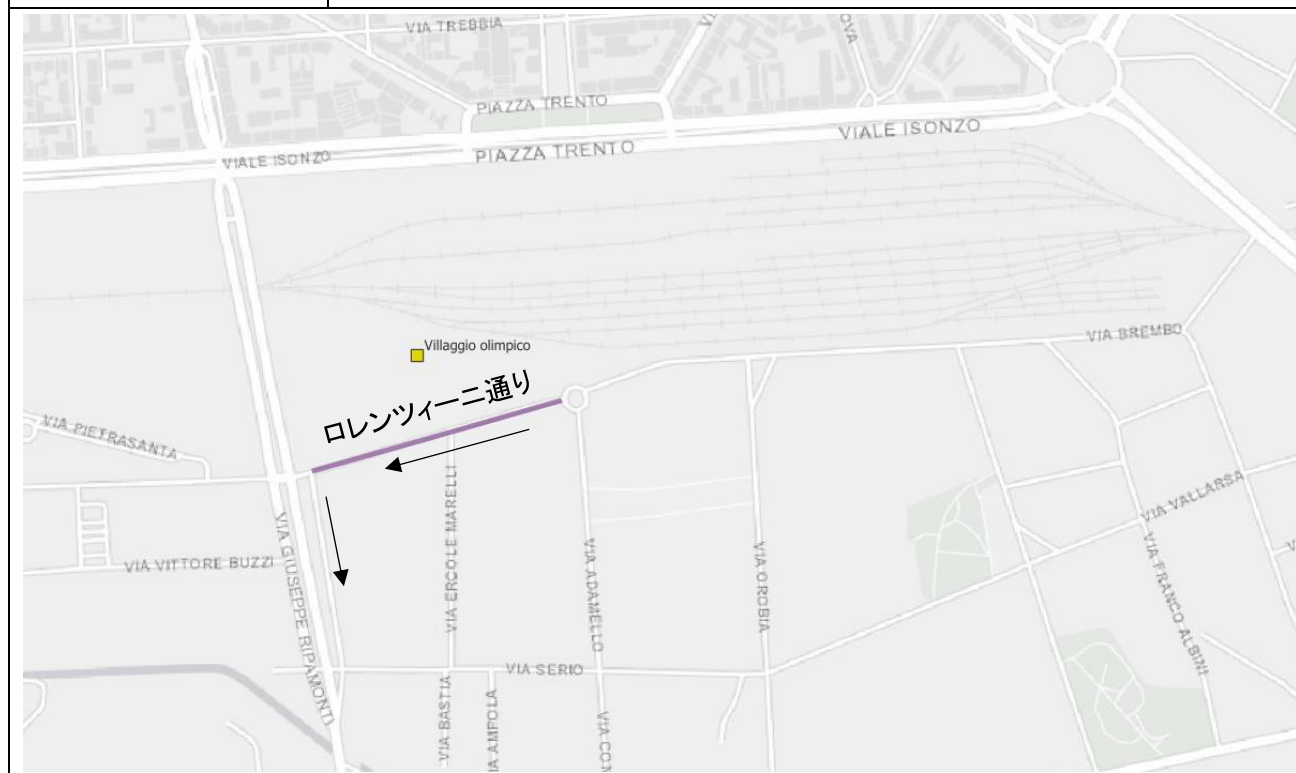 VIA TREBBIA
PIAZZA TRENTO
VIALE ISONZO
VIALE ISONZO
PIAZZA TRENTO
Villaggio olimpico
VIA BREMBO
ロレンツィーニ通り
VIA PIETRASANTA
VIA VALLARSA
VIA VITTORE BUZZI
VIA GIUSEPPE RIPAMONTI
VIA ERCOLE MARELLI
VIA ADAMELLO
VIA OROBIA
VIA FRANCO ALBINI
VIA SERIO
VIA BASTIA
VIA AMPOLA